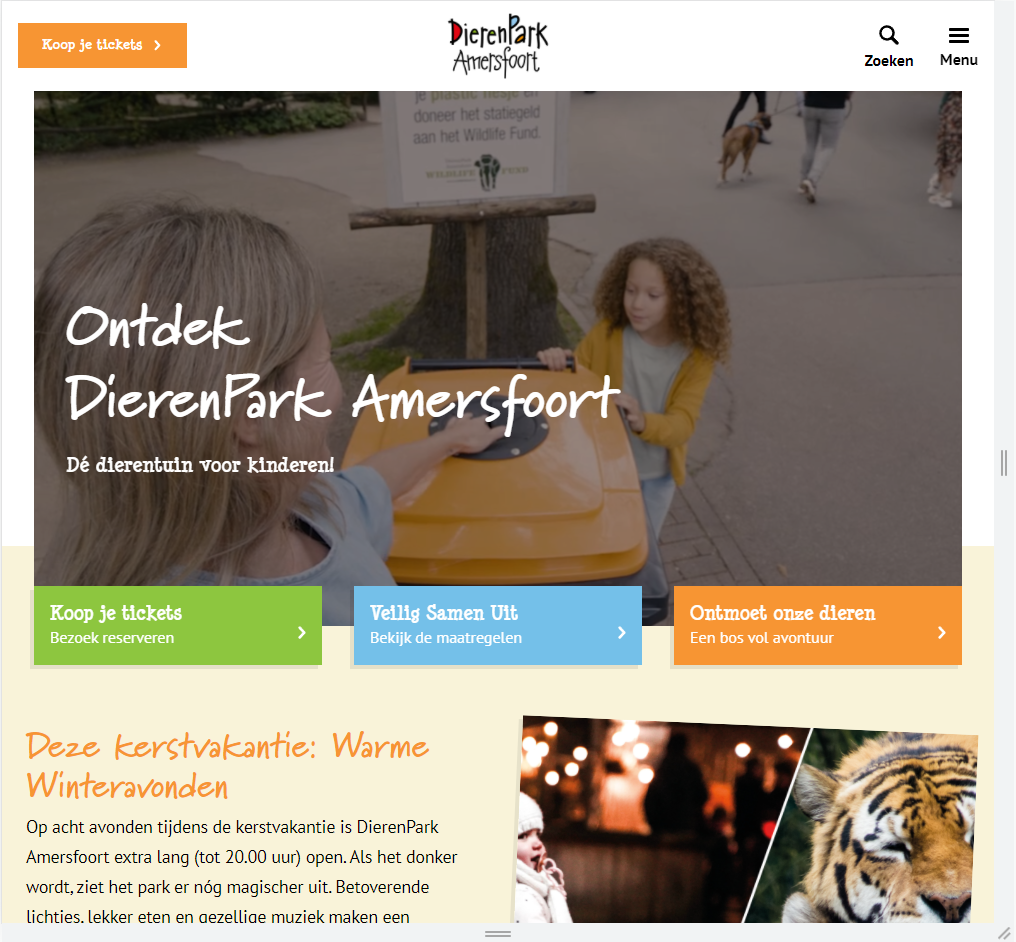 Koop je tickets
DierenPark
Amersfoort
Zoeken
Menu
je plastic hesje en
doneer het statiegeld
aan het Wildlife Fund.
WILDLIFE FUND
Ontdek
DierenPark Amersfoort
Dé dierentuin voor kinderen!
Koop je tickets
Bezoek reserveren
Veilig Samen Uit
Bekijk de maatregelen
Ontmoet onze dieren
Een bos vol avontuur
Deze kerstvakantie: Warme
Winteravonden
Op acht avonden tijdens de kerstvakantie is DierenPark
Amersfoort extra lang (tot 20.00 uur) open. Als het donker
wordt, ziet het park er nóg magischer uit. Betoverende
lichtjes, lekker eten en gezellige muziek maken een